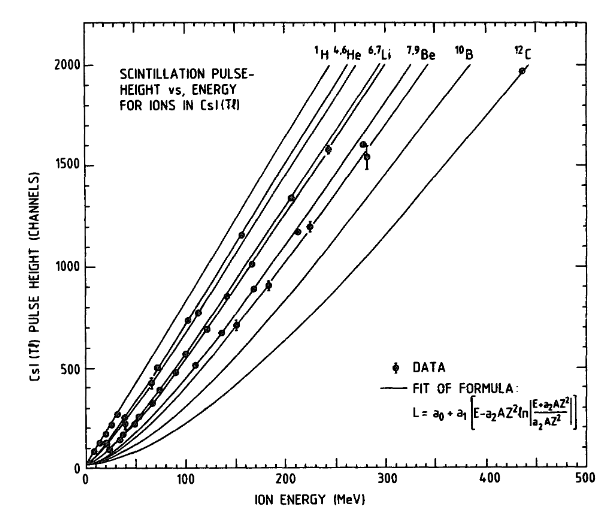 2000
1500
1000
500
0
CsI(Tℓ) PULSE HEIGHT (CHANNELS)
SCINTILLATION PULSE-
HEIGHT vs, ENERGY
FOR IONS IN CsI(Tℓ)
¹H ⁴,⁶He ⁶,⁷Li ⁷,⁹Be ¹⁰B ¹²C
DATA
FIT OF FORMULA:
L = a₀ + a₁ [E-a₂AZ²ℓn|E+a₂AZ²/a₂AZ²|]
0 100 200 300 400 500
ION ENERGY (MeV)